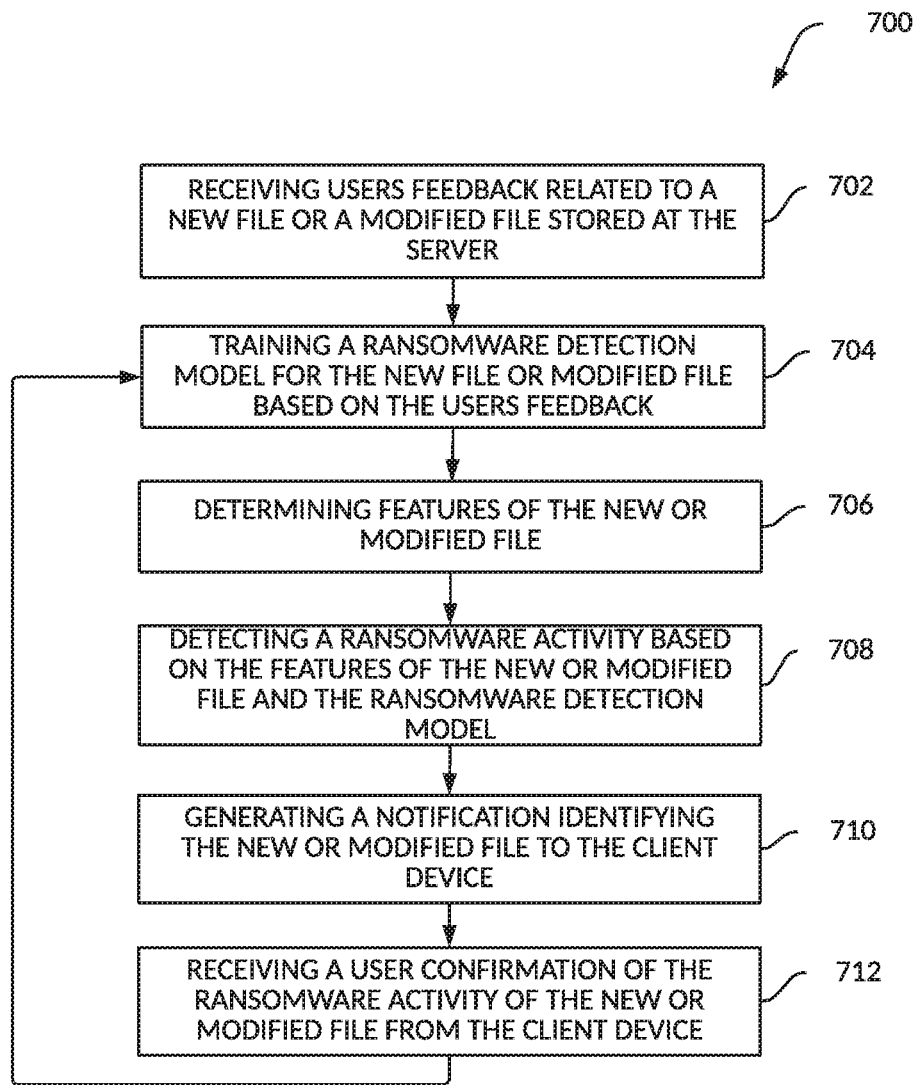 700
RECEIVING USERS FEEDBACK RELATED TO A
NEW FILE OR A MODIFIED FILE STORED AT THE
SERVER
702
TRAINING A RANSOMWARE DETECTION
MODEL FOR THE NEW FILE OR MODIFIED FILE
BASED ON THE USERS FEEDBACK
704
DETERMINING FEATURES OF THE NEW OR
MODIFIED FILE
706
DETECTING A RANSOMWARE ACTIVITY BASED
ON THE FEATURES OF THE NEW OR MODIFIED
FILE AND THE RANSOMWARE DETECTION
MODEL
708
GENERATING A NOTIFICATION IDENTIFYING
THE NEW OR MODIFIED FILE TO THE CLIENT
DEVICE
710
RECEIVING A USER CONFIRMATION OF THE
RANSOMWARE ACTIVITY OF THE NEW OR
MODIFIED FILE FROM THE CLIENT DEVICE
712